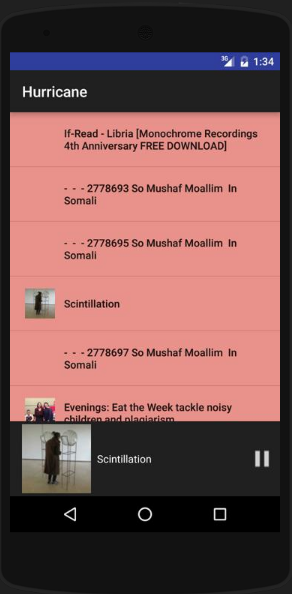 3G 1:34
Hurricane
If-Read - Libria [Monochrome Recordings
4th Anniversary FREE DOWNLOAD]
- - - 2778693 So Mushaf Moallim In
Somali
- - - 2778695 So Mushaf Moallim In
Somali
Scintillation
- - - 2778697 So Mushaf Moallim In
Somali
Evenings: Eat the Week tackle noisy
children and plagiarism
Scintillation